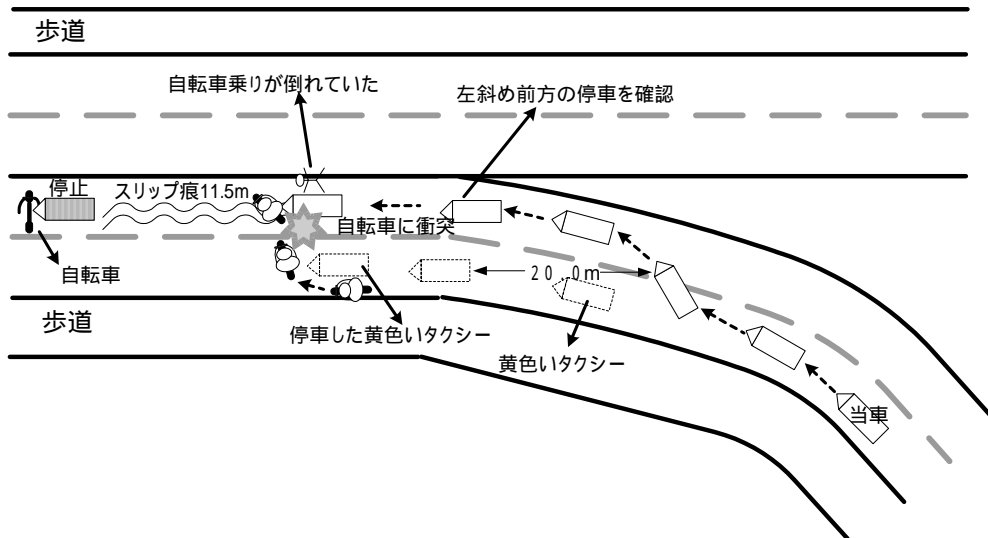 歩道
自転車乗りが倒れていた
左斜め前方の停車を確認
停止
スリップ痕11.5m
自転車に衝突
自転車
20.0m
歩道
停車した黄色いタクシー
黄色いタクシー
当車